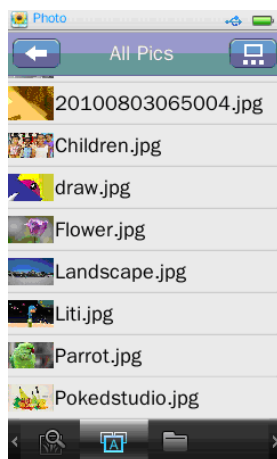 Photo
All Pics
20100803065004.jpg
Children.jpg
draw.jpg
Flower.jpg
Landscape.jpg
Liti.jpg
Parrot.jpg
Pokedstudio.jpg
A